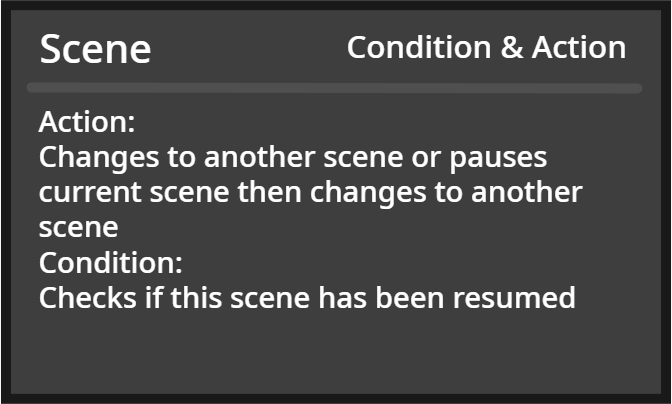 Scene
Condition & Action
Action:
Changes to another scene or pauses
current scene then changes to another
scene
Condition:
Checks if this scene has been resumed